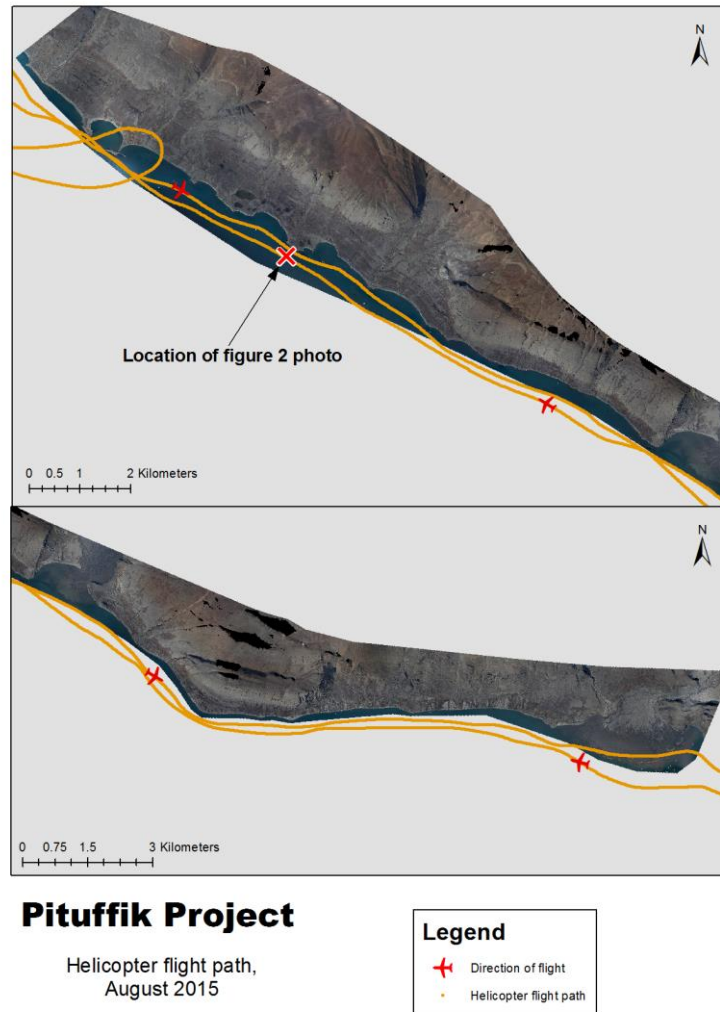 N
Location of figure 2 photo
0 0.5 1 2 Kilometers
N
0 0.75 1.5 3 Kilometers
Pituffik Project
Helicopter flight path,
August 2015
Legend
Direction of flight
Helicopter flight path